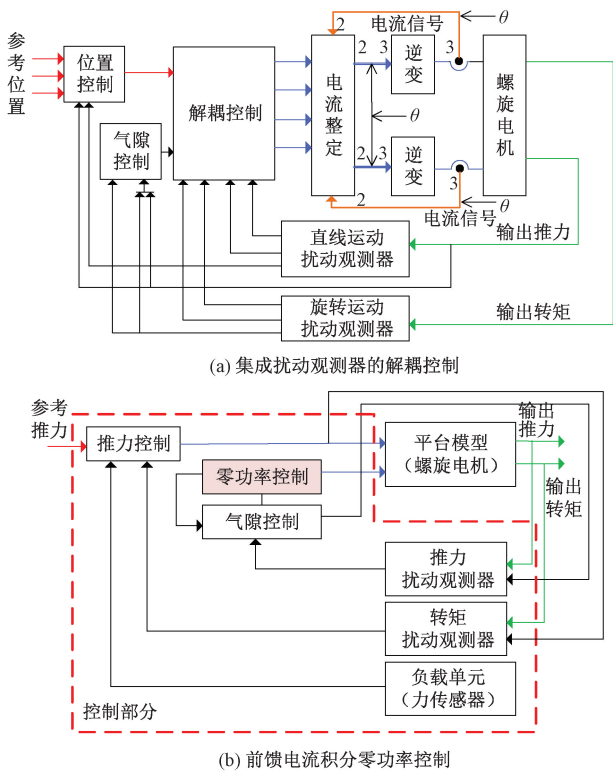 参考位置
位置
控制
气隙
控制
解耦控制
电流整定
2
电流信号
θ
2
3
逆
变
3
螺旋电机
θ
2
3
逆
变
3
2
θ
电流信号
直线运动
扰动观测器
输出推力
旋转运动
扰动观测器
输出转矩
(a) 集成扰动观测器的解耦控制
参考
推力
推力控制
零功率控制
气隙控制
平台模型
（螺旋电机）
输出
推力
输出
转矩
推力
扰动观测器
转矩
扰动观测器
负载单元
（力传感器）
控制部分
(b) 前馈电流积分零功率控制